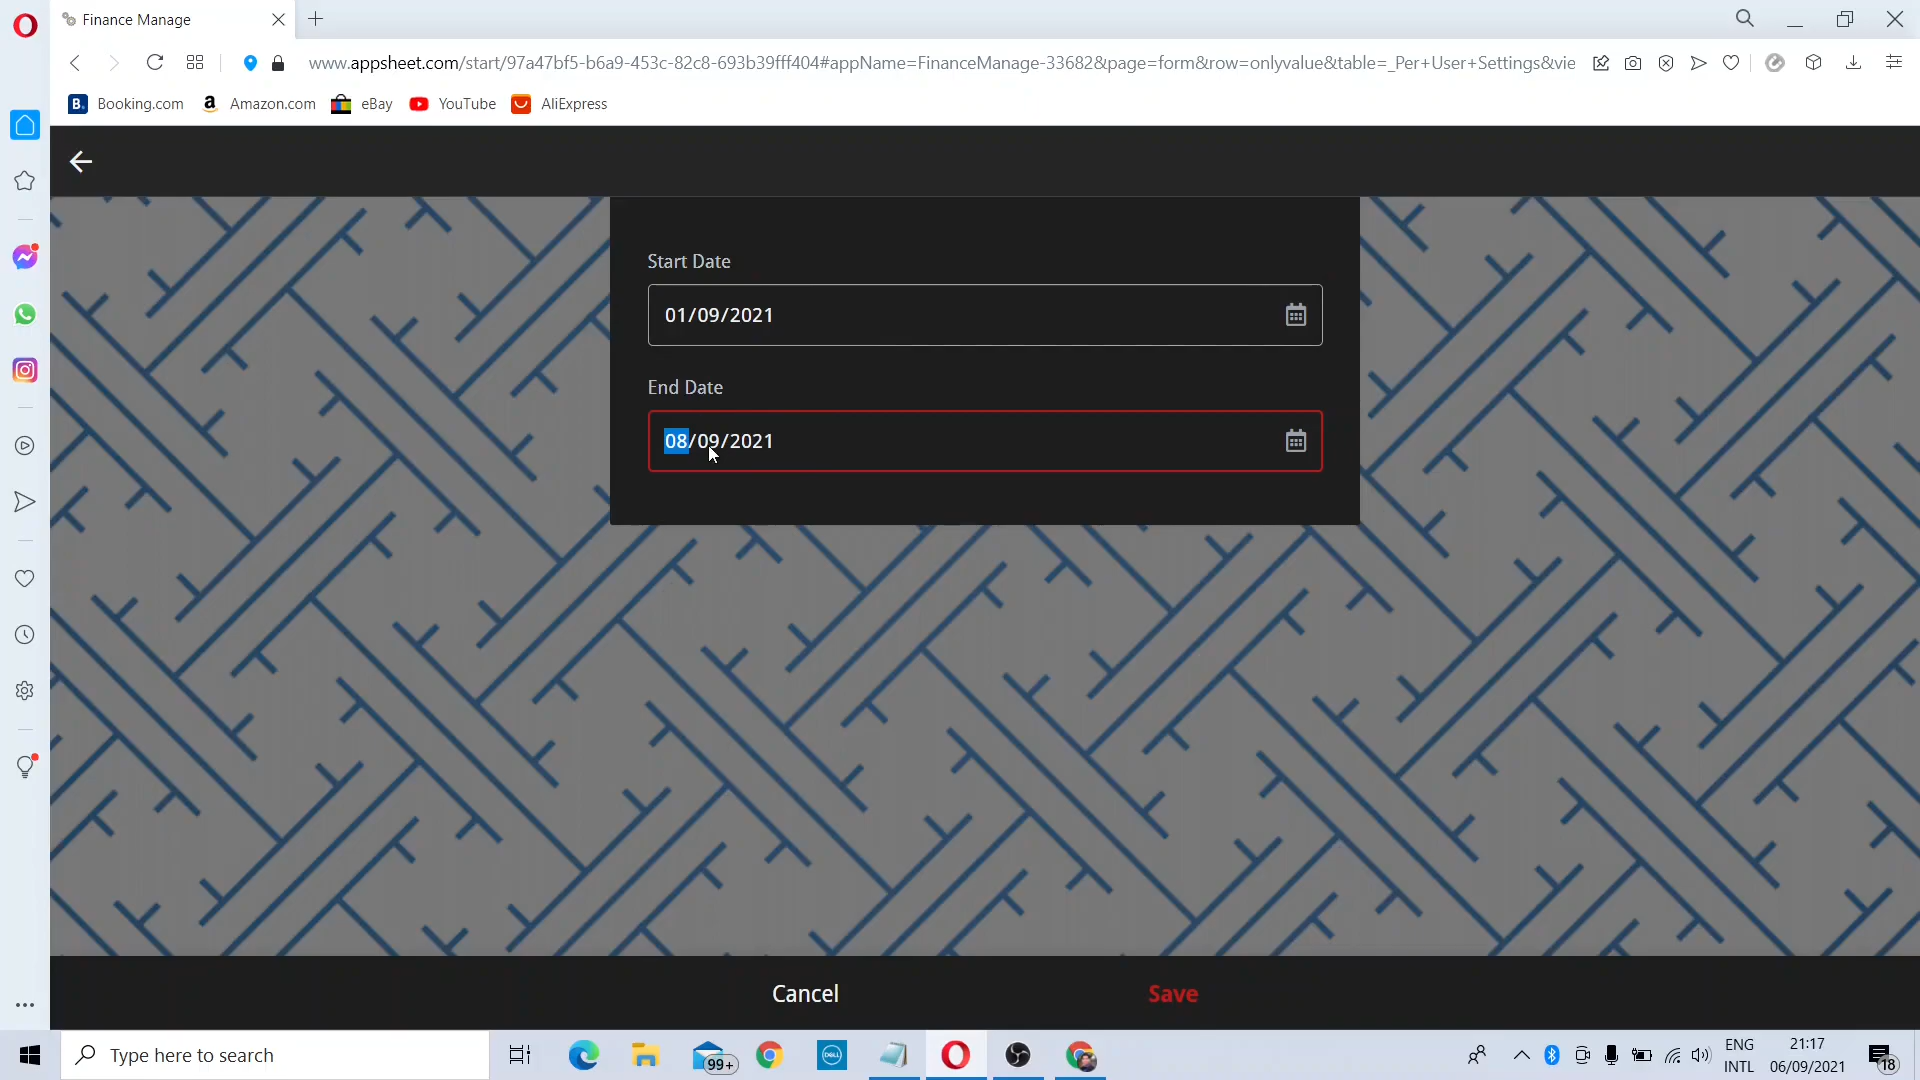 Finance Manage
www.appsheet.com/start/97a47bf5-b6a9-453c-82c8-693b39fff404#appName=FinanceManage-33682&page=form&row=onlyvalue&table=_Per+User+Settings&vie
B. Booking.com a Amazon.com eBay YouTube AliExpress
Start Date
01/09/2021
End Date
08/09/2021
Cancel Save
Type here to search
99+
DELL
ENG
INTL
21:17
06/09/2021
18